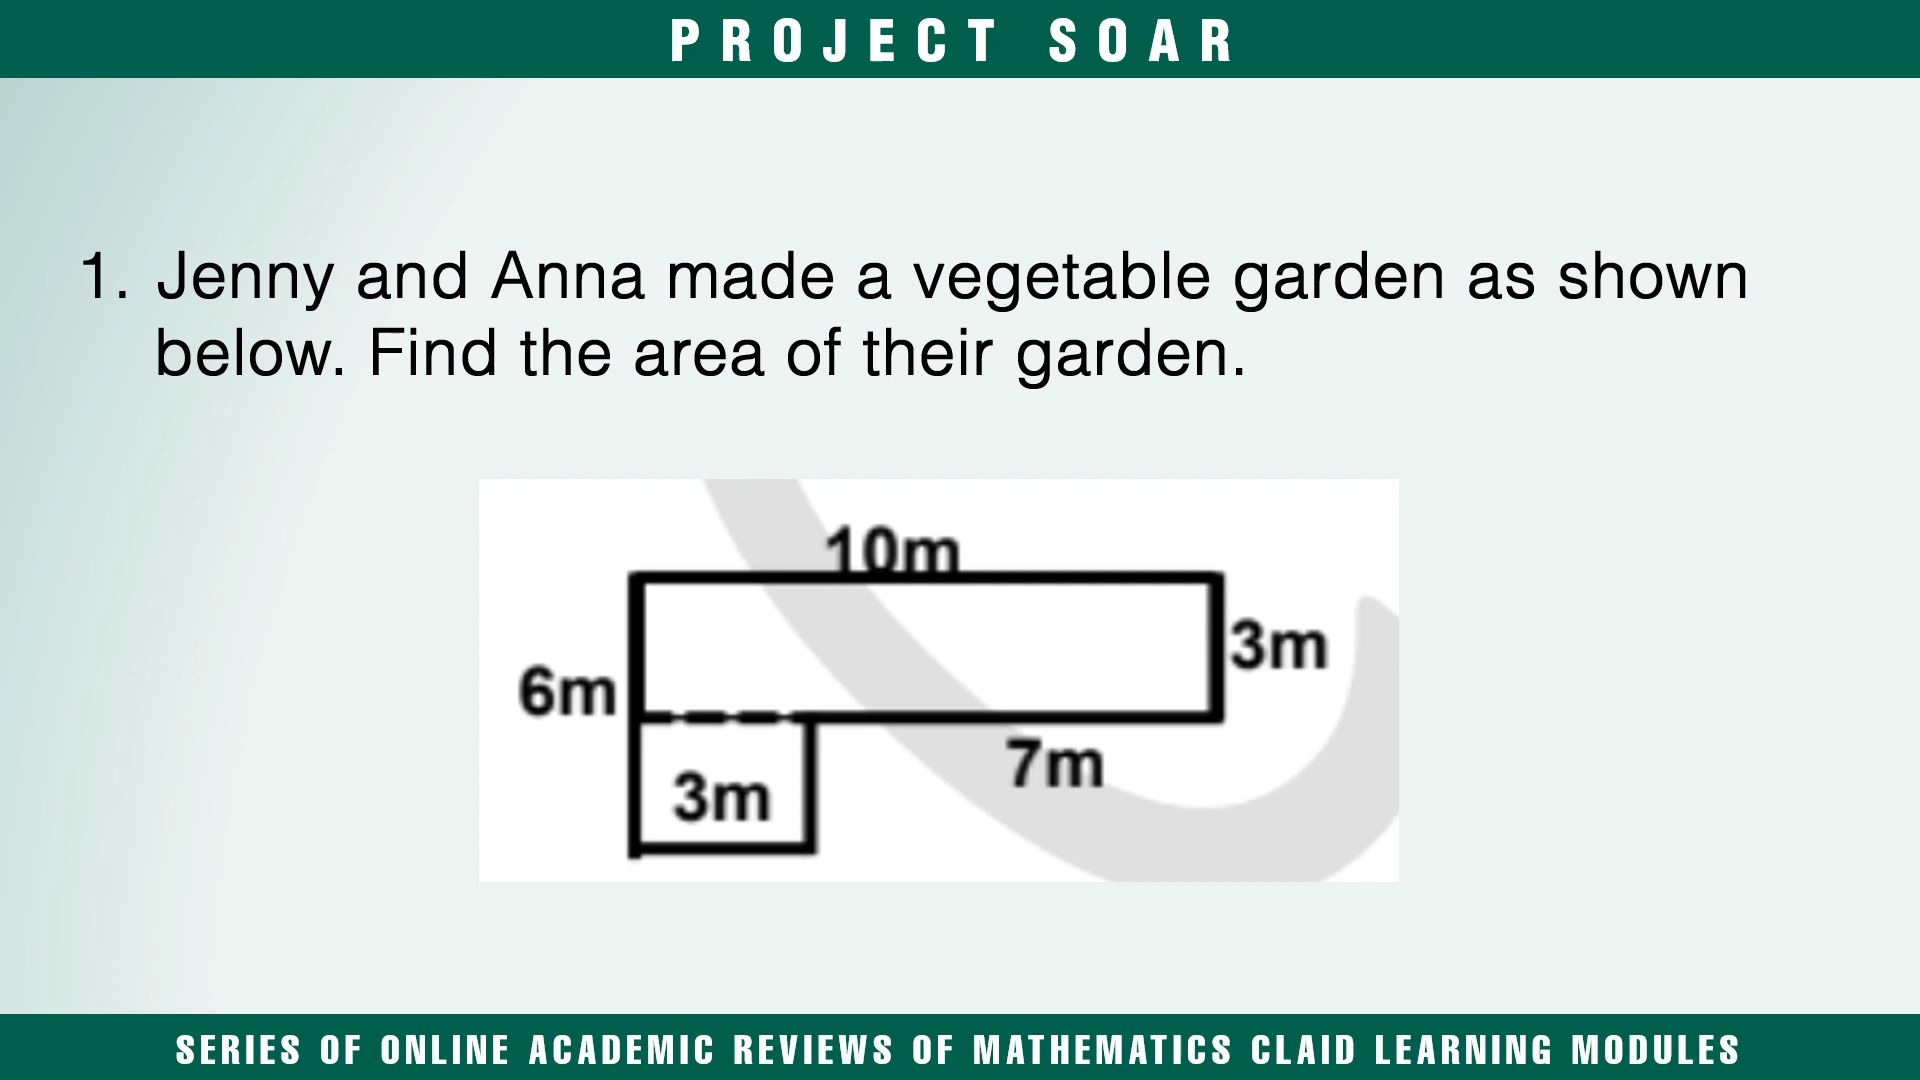 PROJECT SOAR
1. Jenny and Anna made a vegetable garden as shown
below. Find the area of their garden.
10m
3m
6m
7m
3m
SERIES OF ONLINE ACADEMIC REVIEWS OF MATHEMATICS CLAID LEARNING MODULES